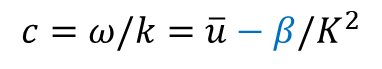 c = ω/k = ū − β/K²